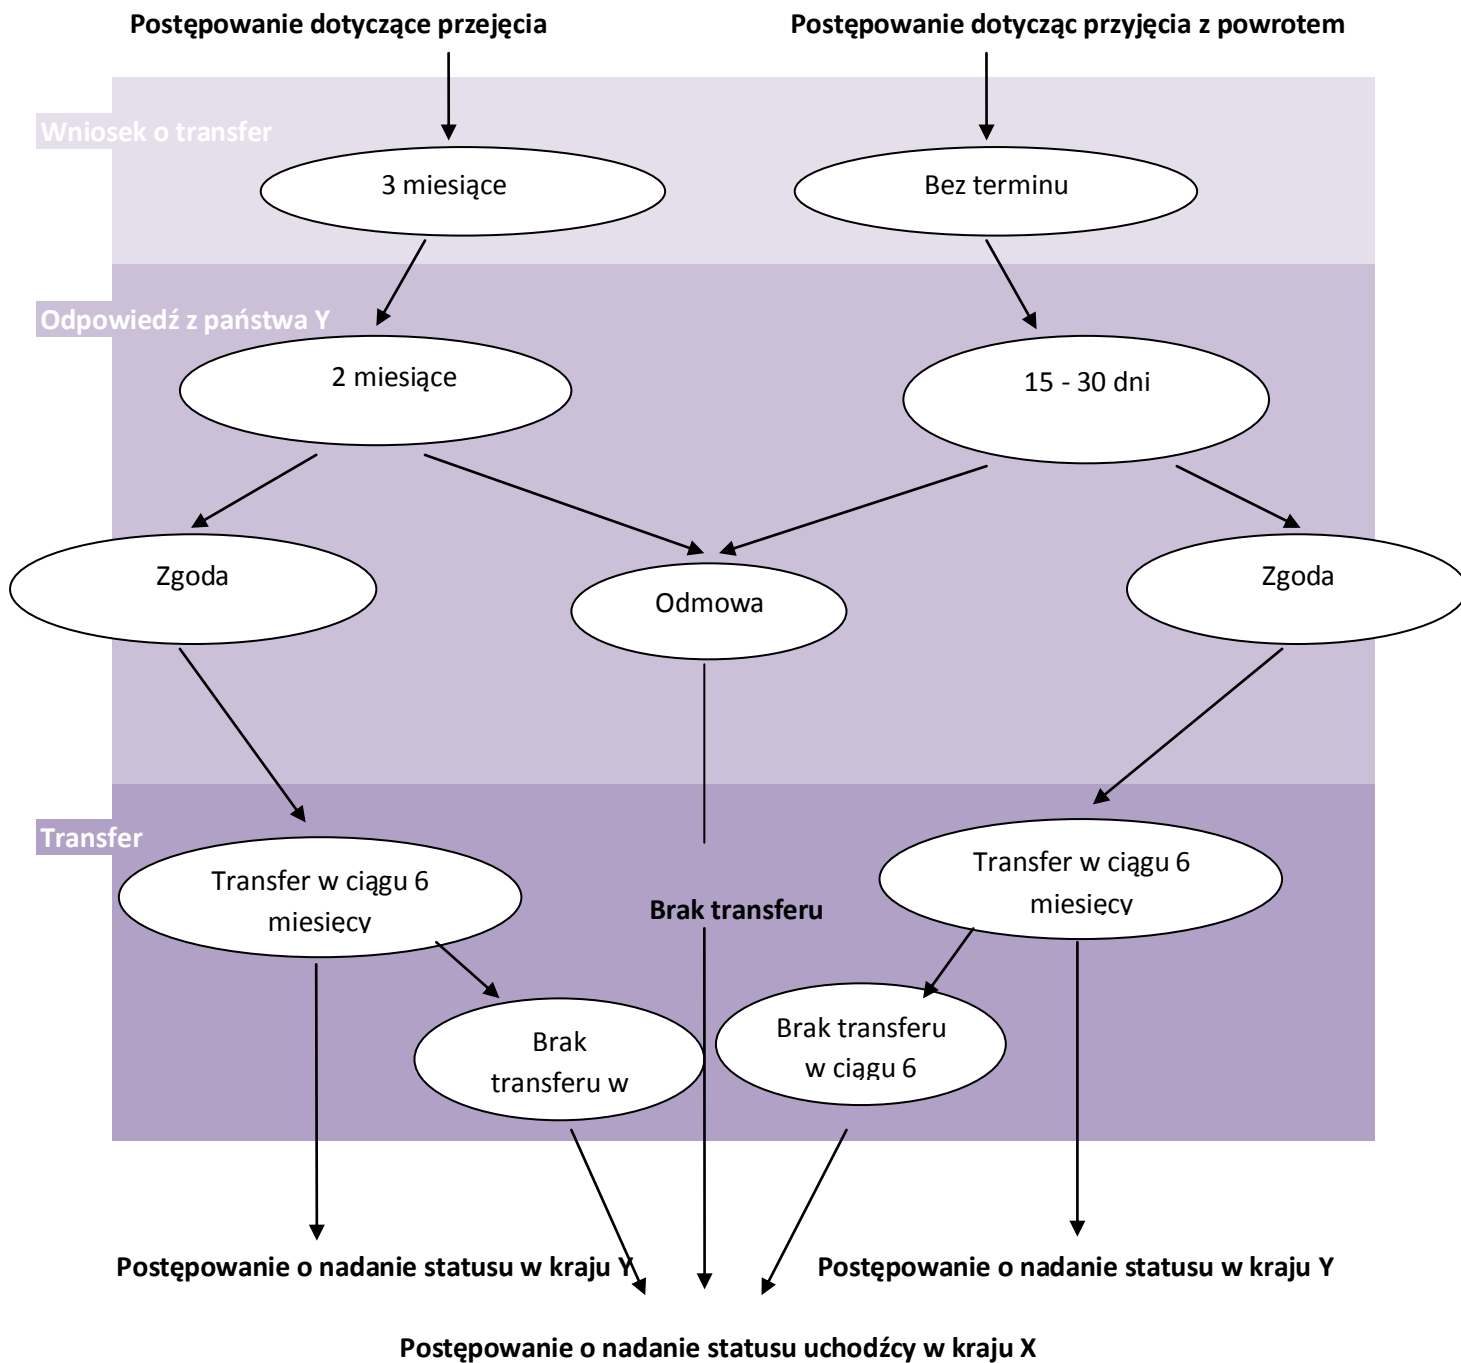 Postępowanie dotyczące przejęcia
Postępowanie dotycząc przyjęcia z powrotem
Wniosek o transfer
3 miesiące
Bez terminu
Odpowiedź z państwa Y
2 miesiące
15 - 30 dni
Zgoda
Odmowa
Zgoda
Transfer
Transfer w ciągu 6
miesięcy
Brak transferu
Transfer w ciągu 6
miesięcy
Brak
transferu w
Brak transferu
w ciągu 6
Postępowanie o nadanie statusu w kraju Y
Postępowanie o nadanie statusu w kraju Y
Postępowanie o nadanie statusu uchodźcy w kraju X